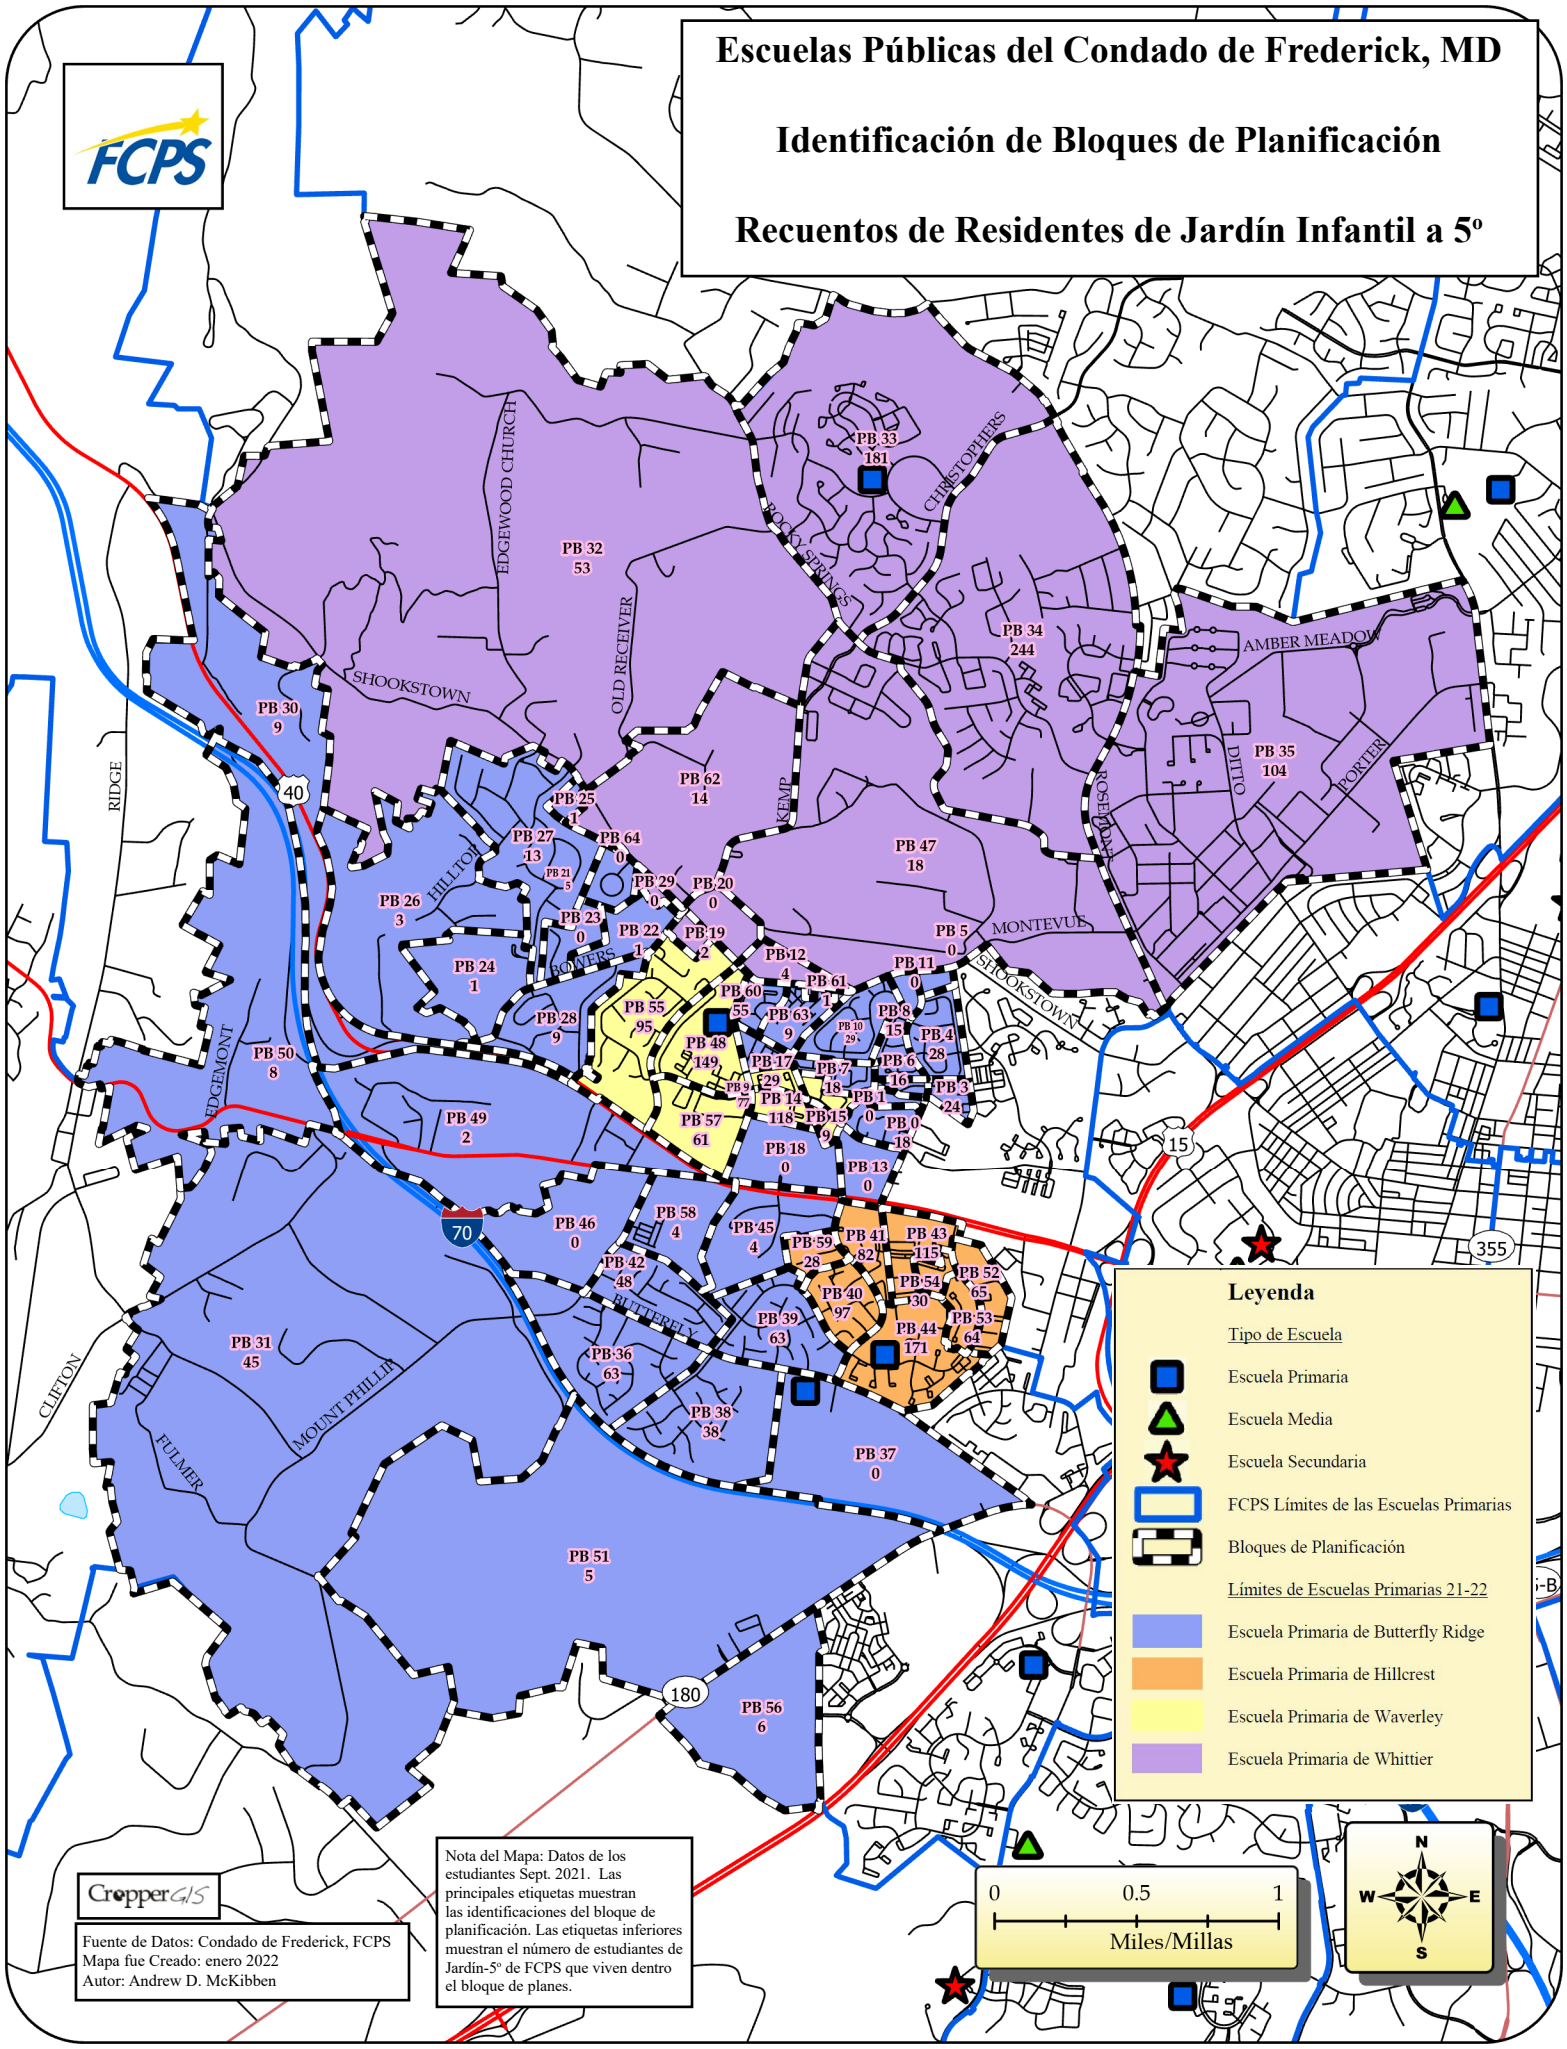 Escuelas Públicas del Condado de Frederick, MD
Identificación de Bloques de Planificación
Recuentos de Residentes de Jardín Infantil a 5º
FCPS
PB 33
181
CHRISTOPHERS
EDGEWOOD CHURCH
ROCKY SPRINGS
PB 32
53
OLD RECEIVER
PB 34
244
AMBER MEADOW
SHOOKSTOWN
PB 30
9
RIDGE
40
PB 62
14
KEMP
ROSEMONT
DITTO
PB 35
104
PORTER
PB 25
1
PB 27
13
PB 64
0
HILLTOP
PB 21
5
PB 47
18
PB 26
3
PB 29
0
PB 20
0
PB 23
0
PB 22
1
PB 19
2
PB 5
0
MONTEVUE
BOWERS
PB 24
1
PB 12
4
PB 11
0
SHOOKSTOWN
PB 61
1
PB 60
55
PB 55
95
PB 63
9
PB 8
15
PB 10
29
PB 4
28
PB 28
9
EDGEMONT
PB 50
8
PB 48
149
PB 17
29
PB 7
18
PB 6
16
PB 9
77
PB 14
118
PB 1
0
PB 3
24
PB 49
2
PB 57
61
PB 15
9
PB 0
18
15
PB 18
0
PB 13
0
70
PB 46
0
PB 58
4
PB 45
4
PB 59
28
PB 41
82
PB 43
115
355
PB 42
48
PB 54
30
PB 52
65
PB 40
97
BUTTERFLY
PB 39
63
PB 44
171
PB 53
64
CLIFTON
PB 31
45
MOUNT PHILLIP
PB 36
63
PB 38
38
FULMER
PB 37
0
PB 51
5
180
PB 56
6
-B
Leyenda
Tipo de Escuela
Escuela Primaria
Escuela Media
Escuela Secundaria
FCPS Límites de las Escuelas Primarias
Bloques de Planificación
Límites de Escuelas Primarias 21-22
Escuela Primaria de Butterfly Ridge
Escuela Primaria de Hillcrest
Escuela Primaria de Waverley
Escuela Primaria de Whittier
Cropper GIS
Fuente de Datos: Condado de Frederick, FCPS
Mapa fue Creado: enero 2022
Autor: Andrew D. McKibben
Nota del Mapa: Datos de los
estudiantes Sept. 2021. Las
principales etiquetas muestran
las identificaciones del bloque de
planificación. Las etiquetas inferiores
muestran el número de estudiantes de
Jardín-5º de FCPS que viven dentro
el bloque de planes.
0 0.5 1
Miles/Millas
N
W E
S